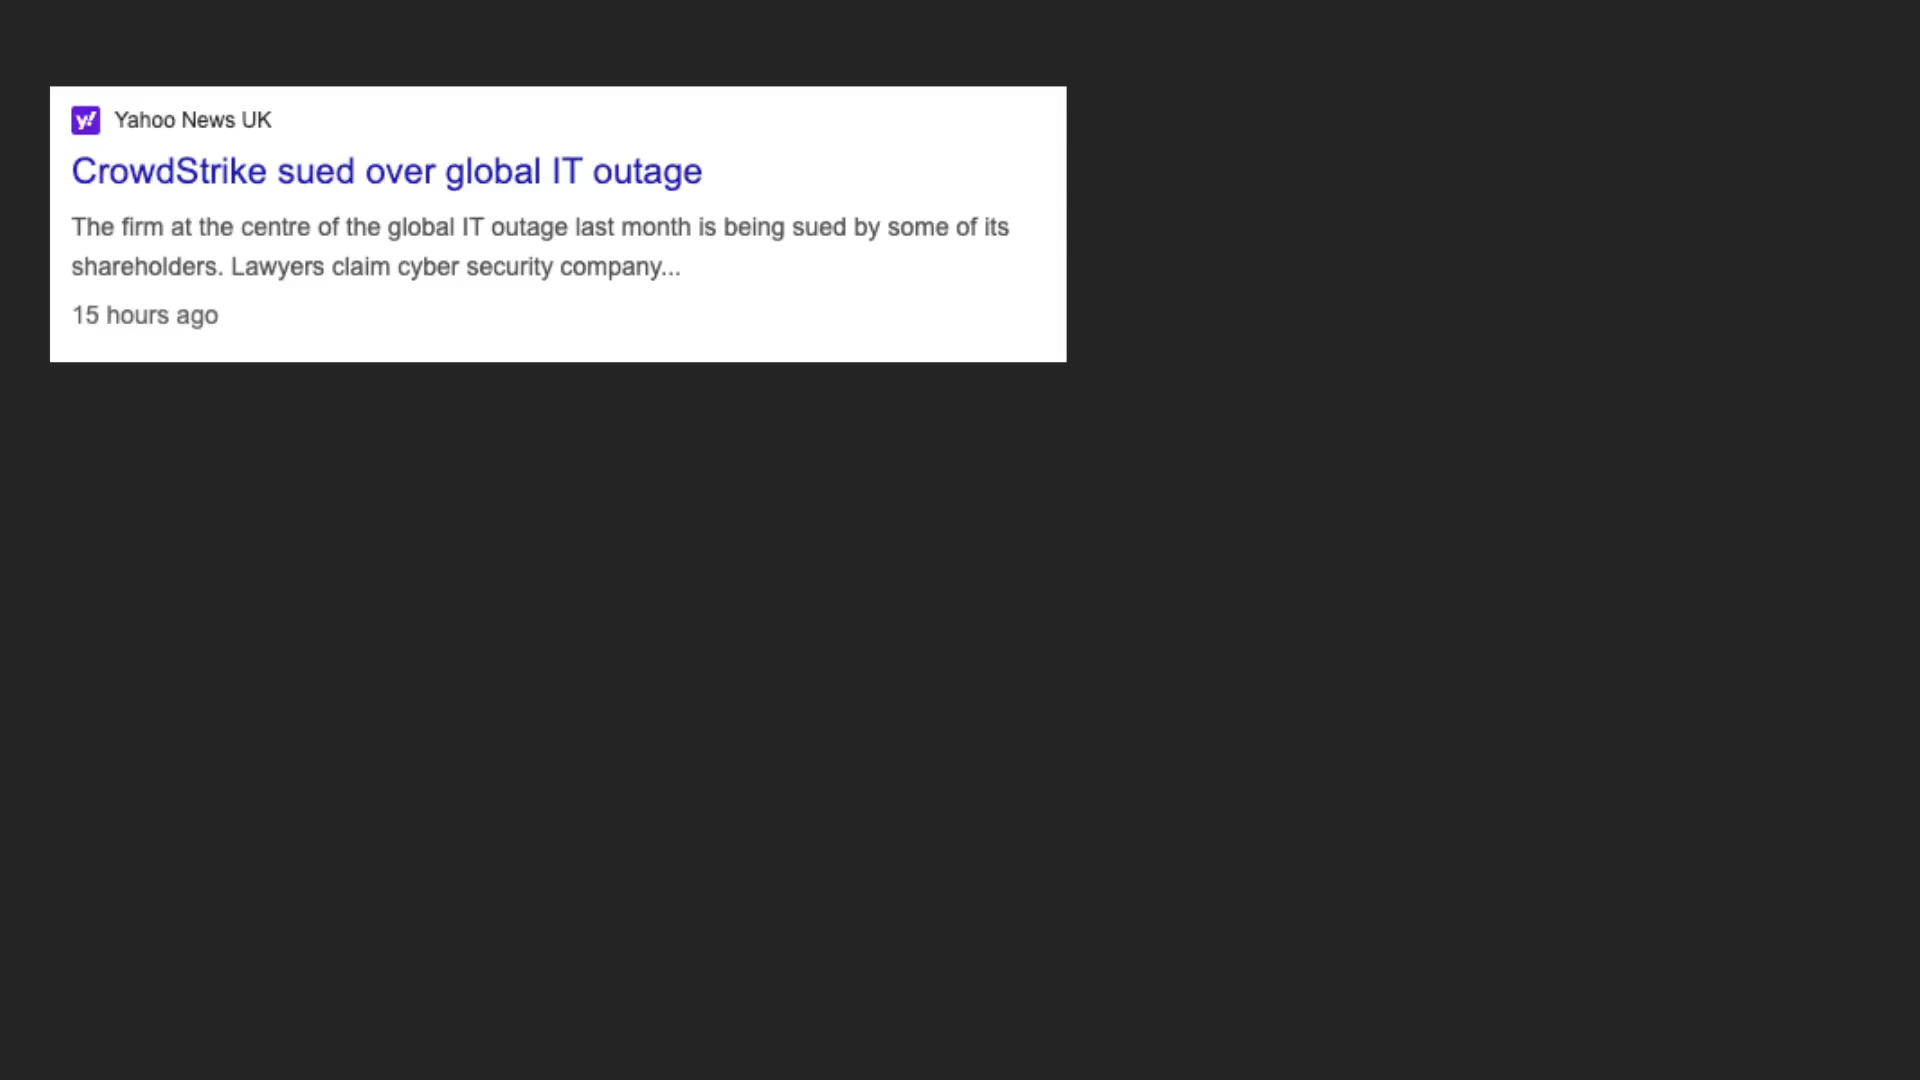 y!
Yahoo News UK
CrowdStrike sued over global IT outage
The firm at the centre of the global IT outage last month is being sued by some of its
shareholders. Lawyers claim cyber security company...
15 hours ago